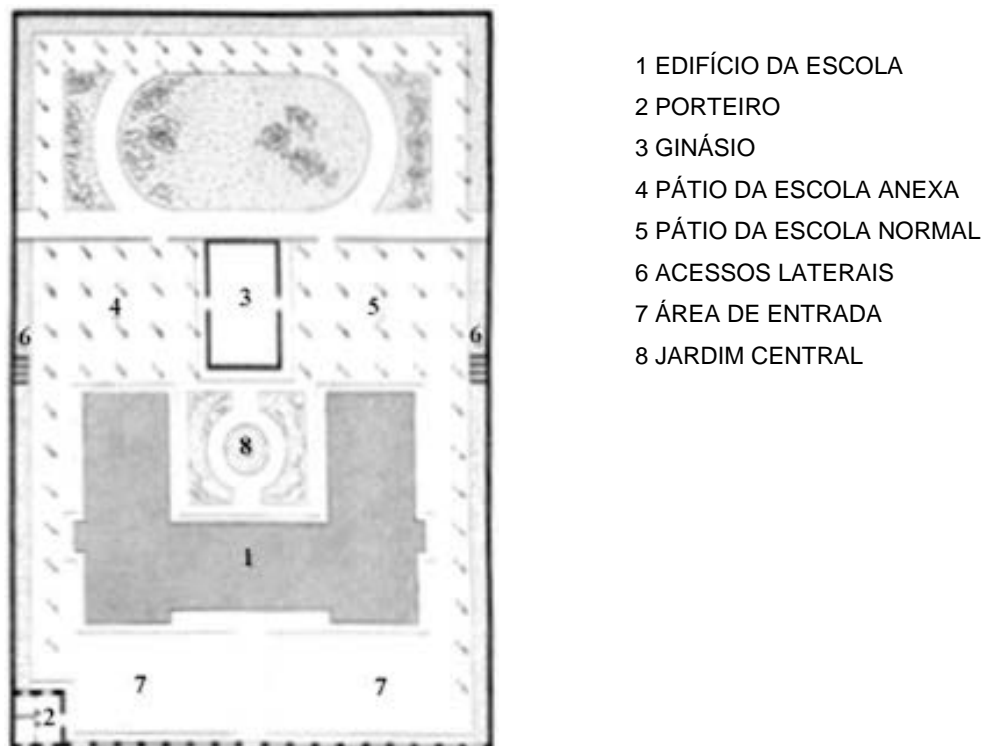 4
3
5
6
6
8
1
7
7
2
1 EDIFÍCIO DA ESCOLA
2 PORTEIRO
3 GINÁSIO
4 PÁTIO DA ESCOLA ANEXA
5 PÁTIO DA ESCOLA NORMAL
6 ACESSOS LATERAIS
7 ÁREA DE ENTRADA
8 JARDIM CENTRAL